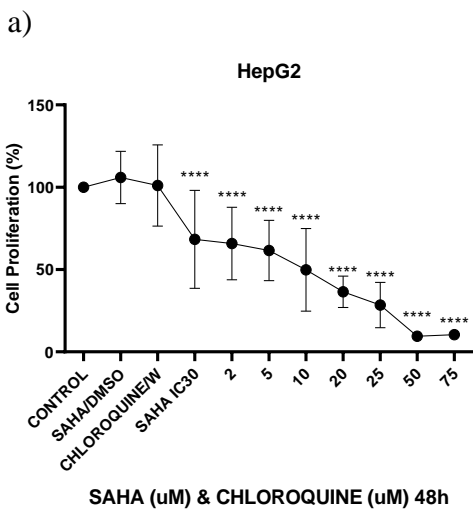 a)
HepG2
Cell Proliferation (%)
150
100
50
0
****
****
****
****
****
****
****
****
CONTROL
SAHA/DMSO
CHLOROQUINE/W
SAHA IC30
2
5
10
20
25
50
75
SAHA (uM) & CHLOROQUINE (uM) 48h